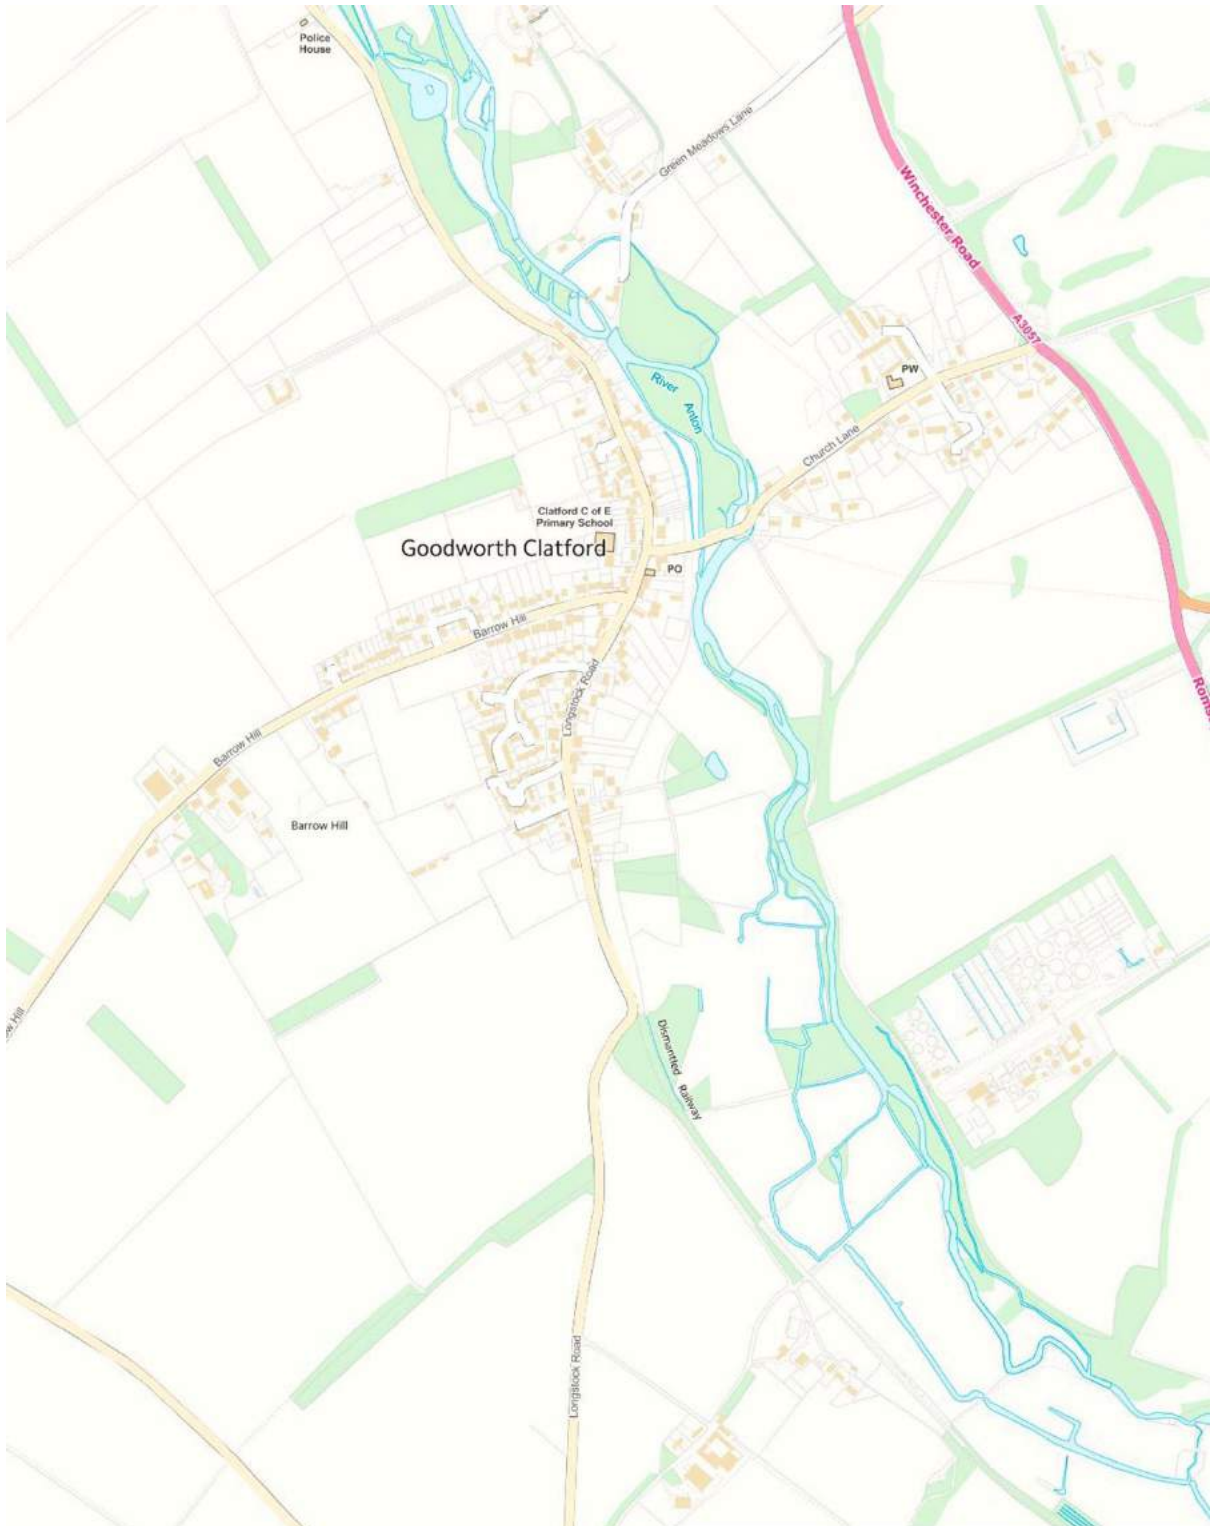 Police
House
Green Meadows Lane
Winchester Road
A3057
PW
River
Anton
Church Lane
Clatford C of E
Primary School
Goodworth Clatford
PO
Barrow Hill
Longstock Road
Barrow Hill
Barrow Hill
Dismantled
Railway
Longstock Road